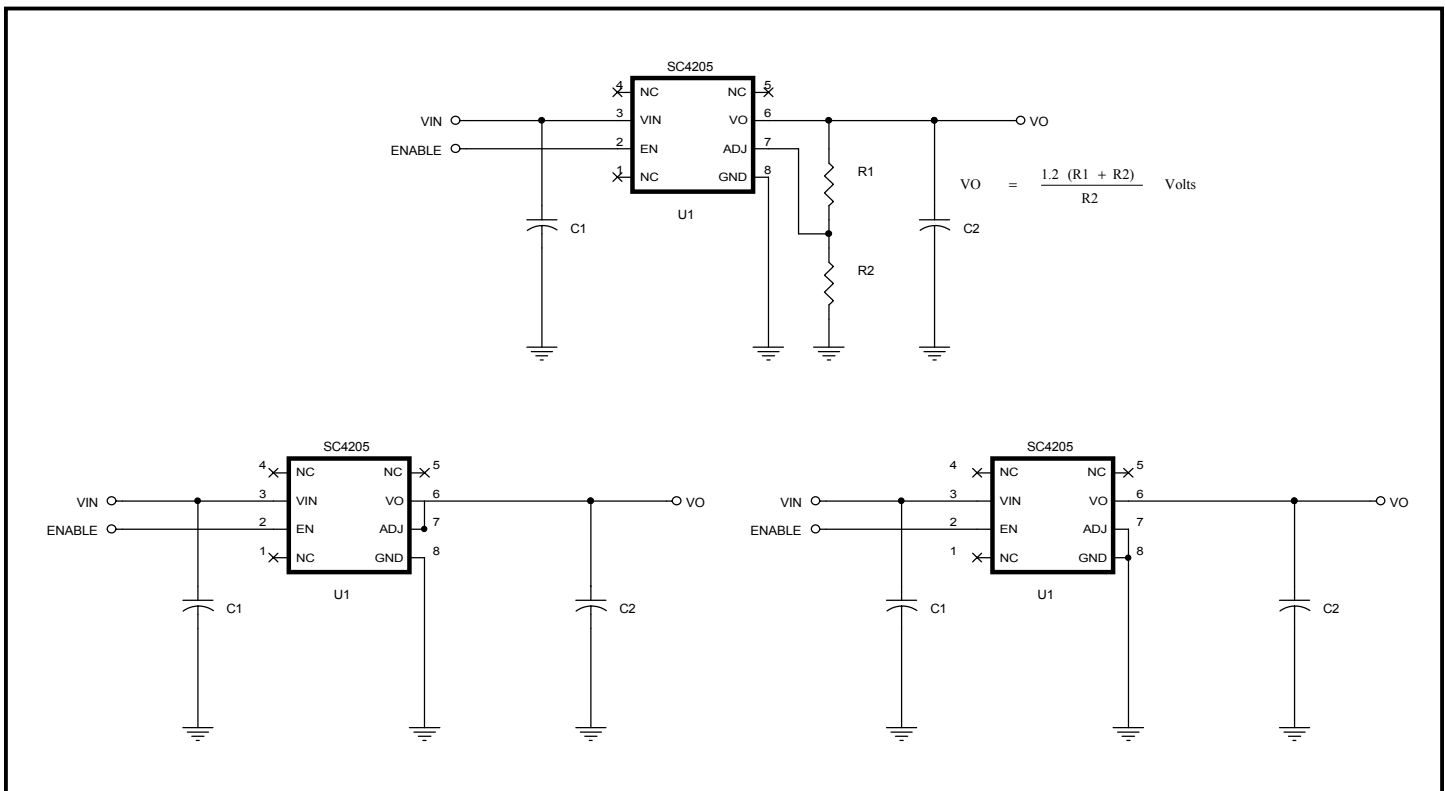 SC4205
4 NC NC 5
VIN 3 VIN VO 6 VO
ENABLE 2 EN ADJ 7
1 NC GND 8
U1
C1
R1
R2
C2
VO = 1.2 (R1 + R2) Volts
R2
SC4205
4 NC NC 5
VIN 3 VIN VO 6 VO
ENABLE 2 EN ADJ 7
1 NC GND 8
U1
C1
C2
SC4205
4 NC NC 5
VIN 3 VIN VO 6 VO
ENABLE 2 EN ADJ 7
1 NC GND 8
U1
C1
C2